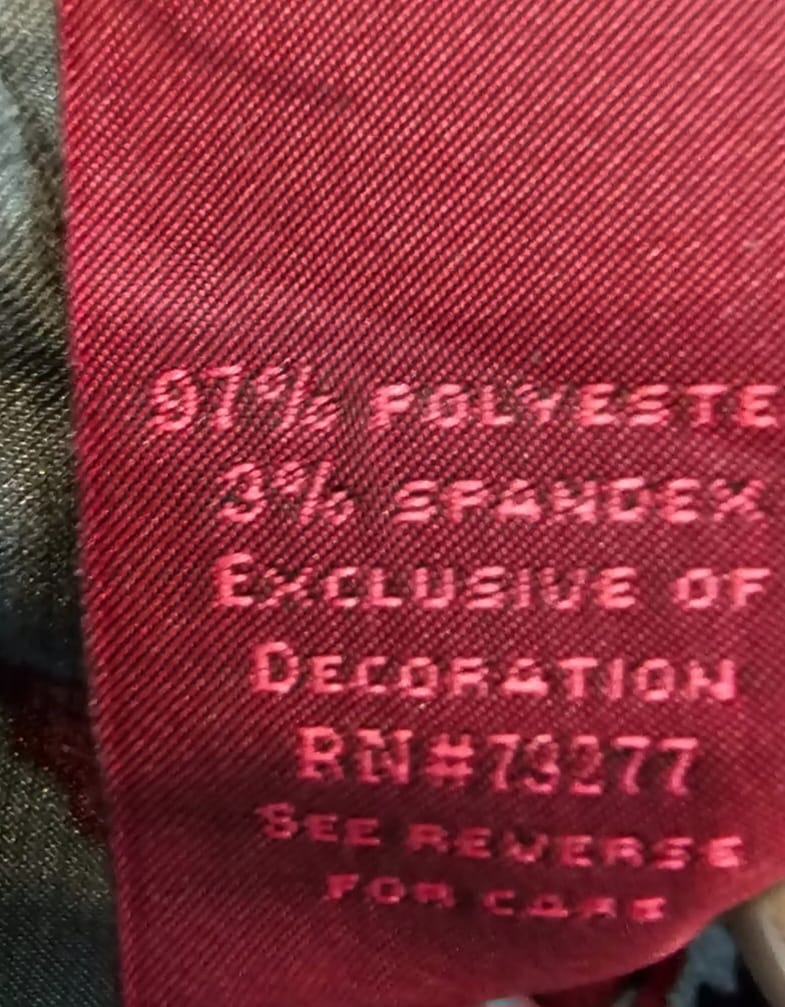 97% POLYESTE
3% SPANDEX
EXCLUSIVE OF
DECORATION
RN#73277
SEE REVERSE
FOR CARE